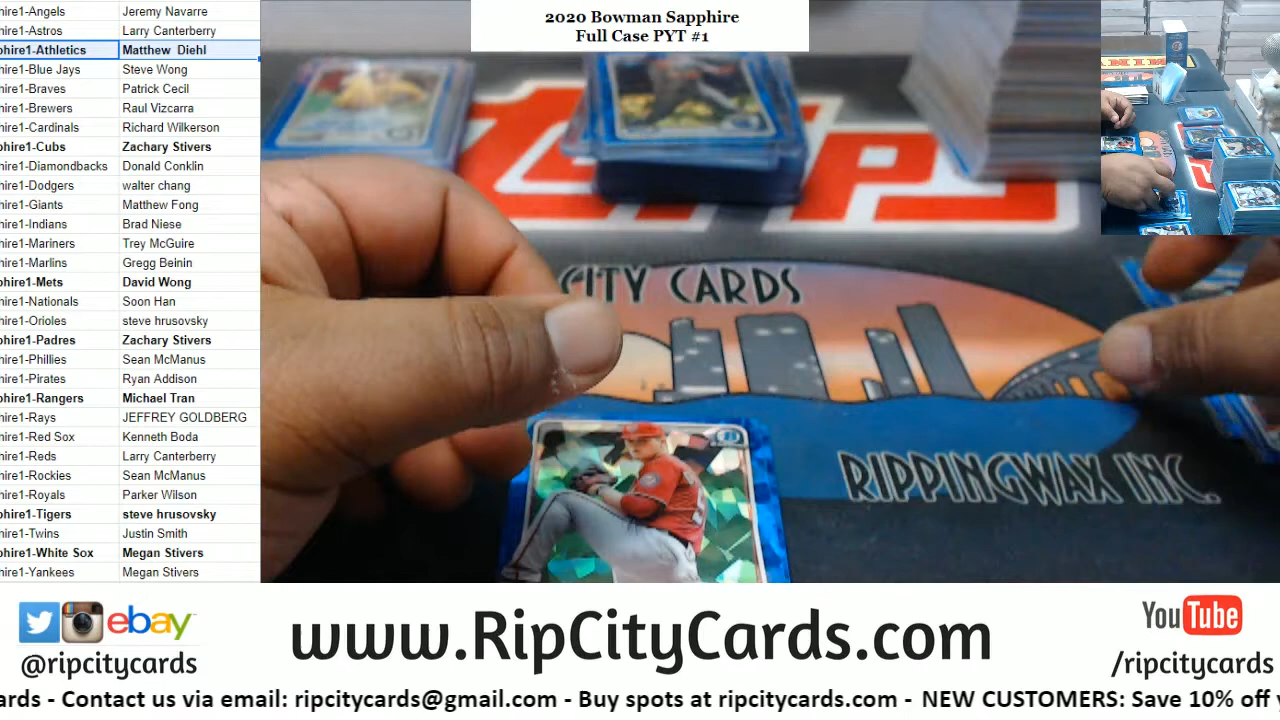 hire1-Angels Jeremy Navarre
hire1-Astros Larry Canterberry
phire1-Athletics Matthew Diehl
hire1-Blue Jays Steve Wong
hire1-Braves Patrick Cecil
hire1-Brewers Raul Vizcarra
hire1-Cardinals Richard Wilkerson
phire1-Cubs Zachary Stivers
hire1-Diamondbacks Donald Conklin
hire1-Dodgers walter chang
hire1-Giants Matthew Fong
hire1-Indians Brad Niese
hire1-Mariners Trey McGuire
hire1-Marlins Gregg Beinin
phire1-Mets David Wong
hire1-Nationals Soon Han
hire1-Orioles steve hrusovsky
phire1-Padres Zachary Stivers
hire1-Phillies Sean McManus
hire1-Pirates Ryan Addison
phire1-Rangers Michael Tran
hire1-Rays JEFFREY GOLDBERG
hire1-Red Sox Kenneth Boda
hire1-Reds Larry Canterberry
hire1-Rockies Sean McManus
hire1-Royals Parker Wilson
phire1-Tigers steve hrusovsky
hire1-Twins Justin Smith
phire1-White Sox Megan Stivers
hire1-Yankees Megan Stivers
2020 Bowman Sapphire
Full Case PYT #1
CITY CARDS
RIPPINGWAX INC.
ebay
@ripcitycards
www.RipCityCards.com
YouTube
/ripcitycards
ards - Contact us via email: ripcitycards@gmail.com - Buy spots at ripcitycards.com - NEW CUSTOMERS: Save 10% off y